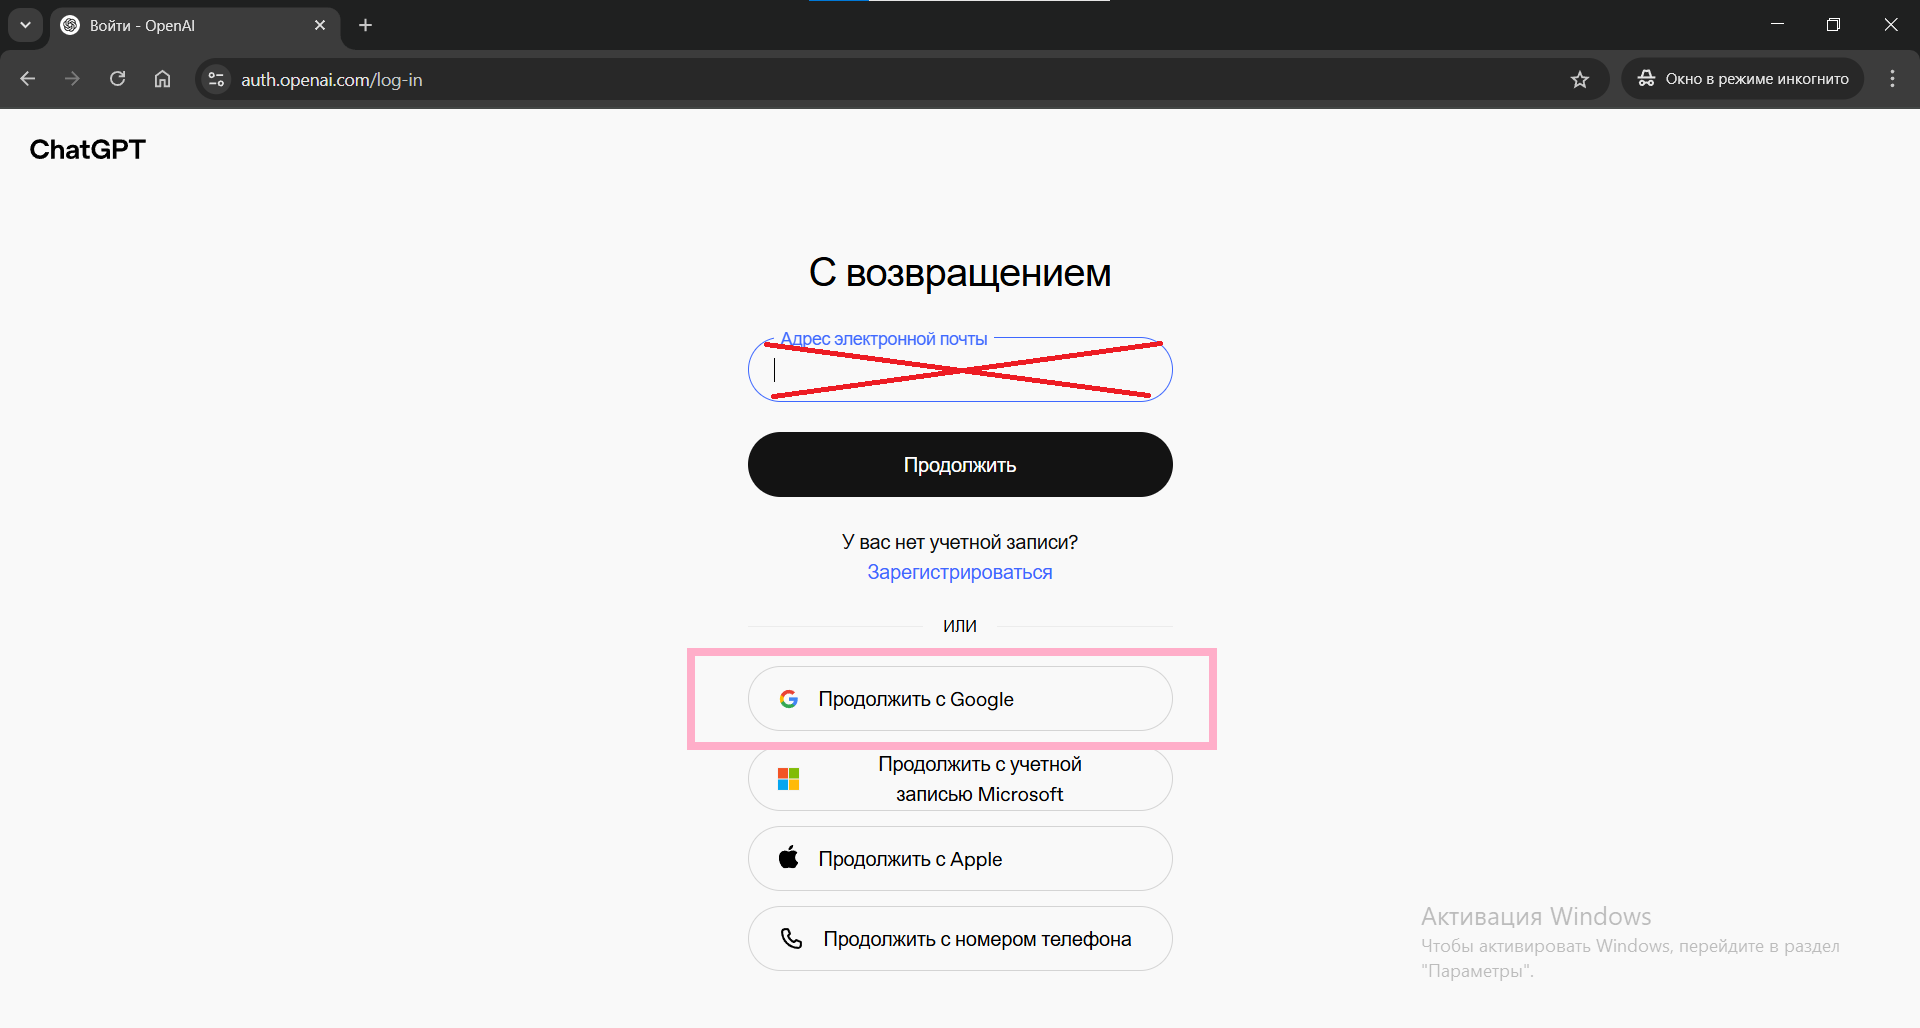 Войти - OpenAI
auth.openai.com/log-in
Окно в режиме инкогнито
ChatGPT
С возвращением
Адрес электронной почты
Продолжить
У вас нет учетной записи?
Зарегистрироваться
ИЛИ
Продолжить с Google
Продолжить с учетной
записью Microsoft
Продолжить с Apple
Продолжить с номером телефона
Активация Windows
Чтобы активировать Windows, перейдите в раздел
"Параметры".